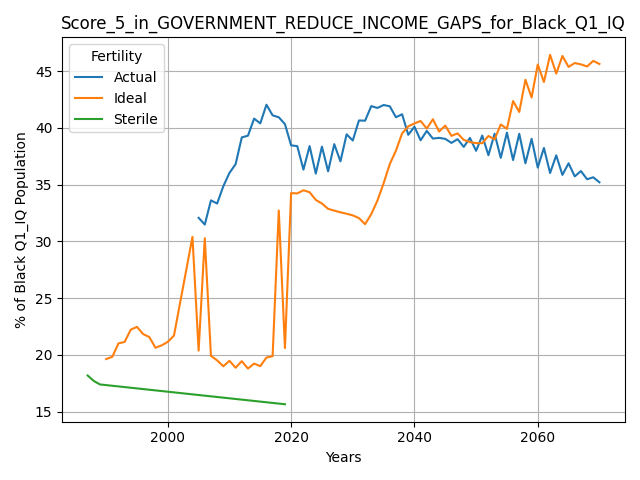 Score_5_in_GOVERNMENT_REDUCE_INCOME_GAPS_for_Black_Q1_IQ
Fertility
Actual
Ideal
Sterile
% of Black Q1_IQ Population
45
40
35
30
25
20
15
2000
2020
2040
2060
Years